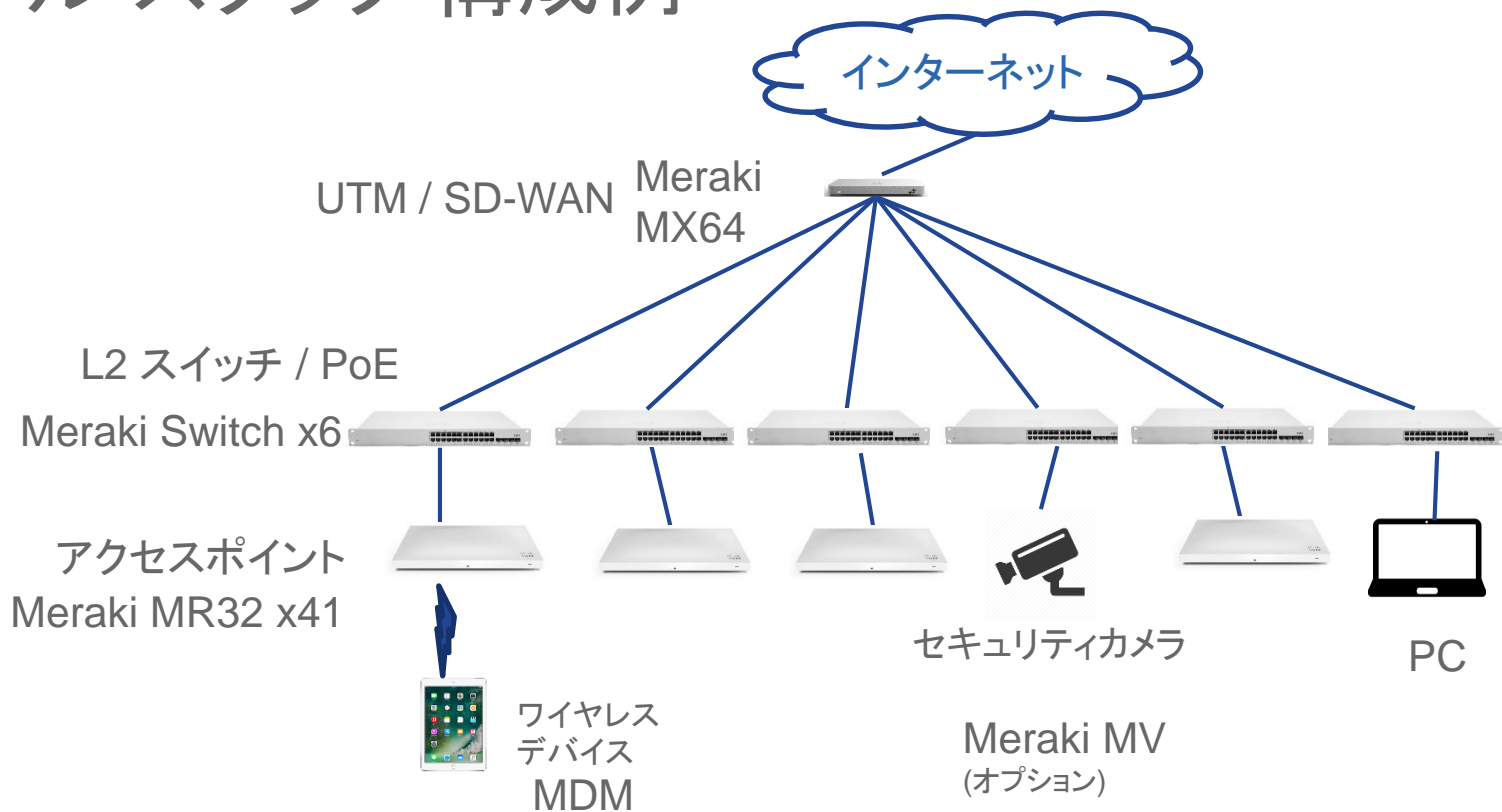 インターネット
UTM / SD-WAN
Meraki
MX64
L2 スイッチ / PoE
Meraki Switch x6
アクセスポイント
Meraki MR32 x41
セキュリティカメラ
PC
ワイヤレス
デバイス
MDM
Meraki MV
(オプション)